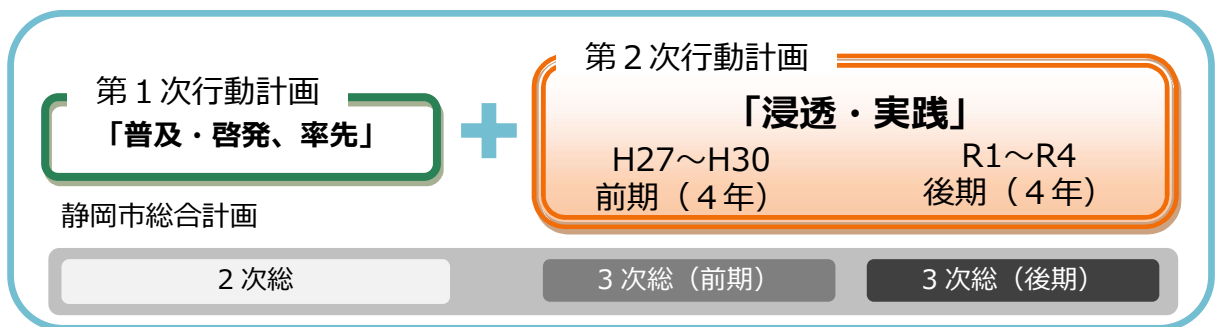 第１次行動計画
「普及・啓発、率先」
第２次行動計画
「浸透・実践」
H27～H30
前期（４年）
R1～R4
後期（４年）
静岡市総合計画
２次総
３次総（前期）
３次総（後期）